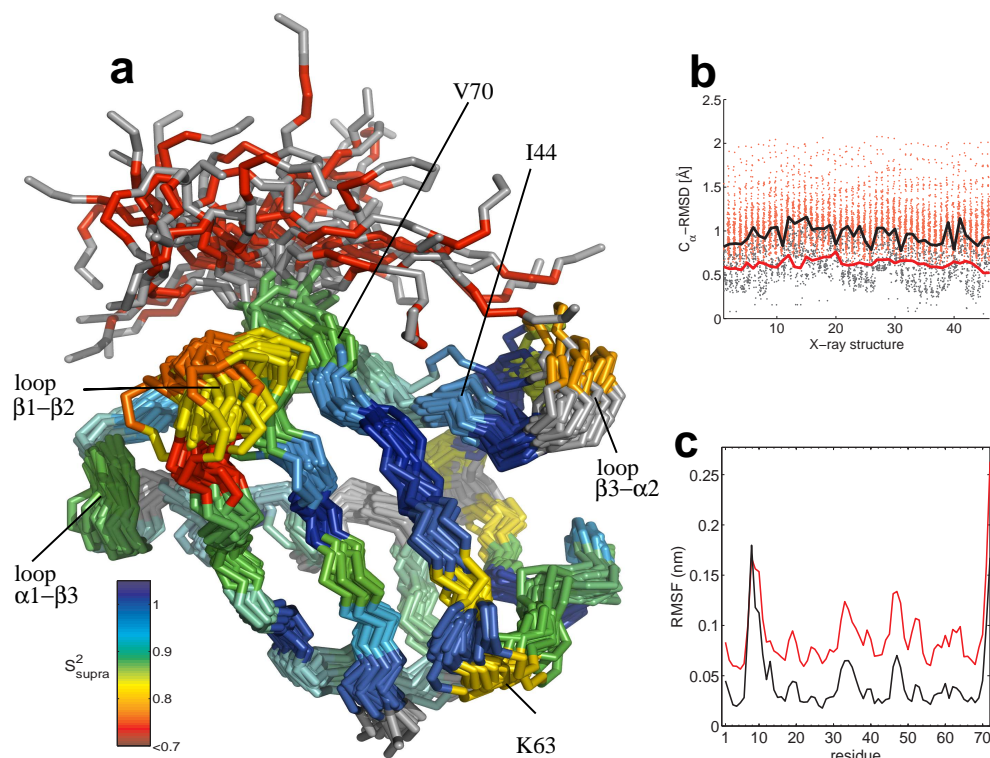 a
V70
I44
loop
β1−β2
loop
α1−β3
loop
β3−α2
K63
S²supra
1
0.9
0.8
<0.7
b
2.5
2
1.5
1
0.5
0
Cα−RMSD [Å]
10 20 30 40
X−ray structure
c
0.25
0.2
0.15
0.1
0.05
0
RMSF (nm)
1 10 20 30 40 50 60 70
residue